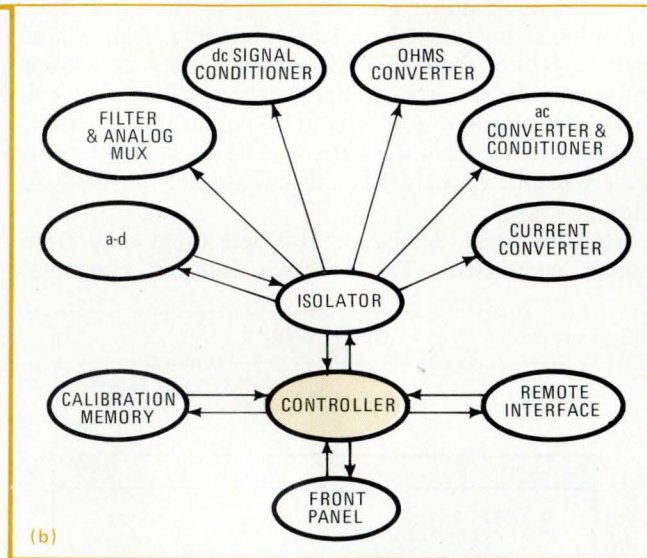 dc SIGNAL
CONDITIONER
OHMS
CONVERTER
FILTER
& ANALOG
MUX
ac
CONVERTER &
CONDITIONER
a-d
CURRENT
CONVERTER
ISOLATOR
CALIBRATION
MEMORY
CONTROLLER
REMOTE
INTERFACE
FRONT
PANEL
(b)